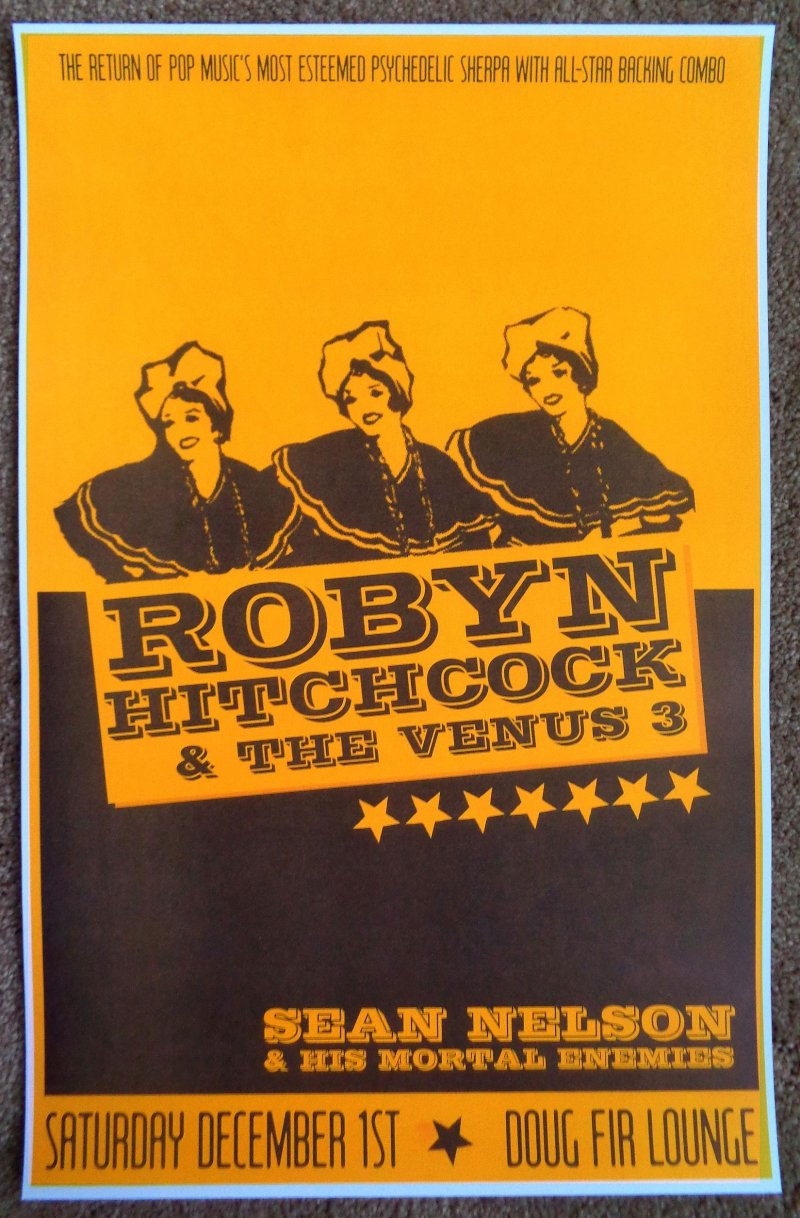 THE RETURN OF POP MUSIC'S MOST ESTEEMED PSYCHEDELIC SHERPA WITH ALL-STAR BACKING COMBO
ROBYN
HITCHCOCK
& THE VENUS 3
SEAN NELSON
& HIS MORTAL ENEMIES
SATURDAY DECEMBER 1ST ★ DOUG FIR LOUNGE